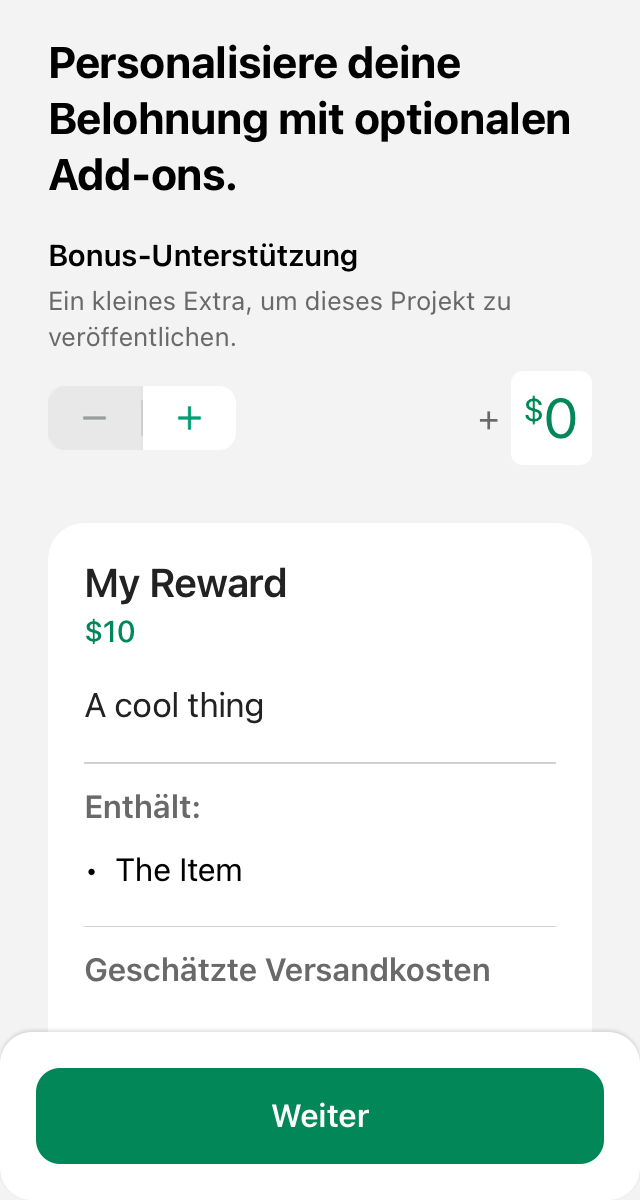 Personalisiere deine
Belohnung mit optionalen
Add-ons.
Bonus-Unterstützung
Ein kleines Extra, um dieses Projekt zu
veröffentlichen.
− + + $0
My Reward
$10
A cool thing
Enthält:
• The Item
Geschätzte Versandkosten
Weiter